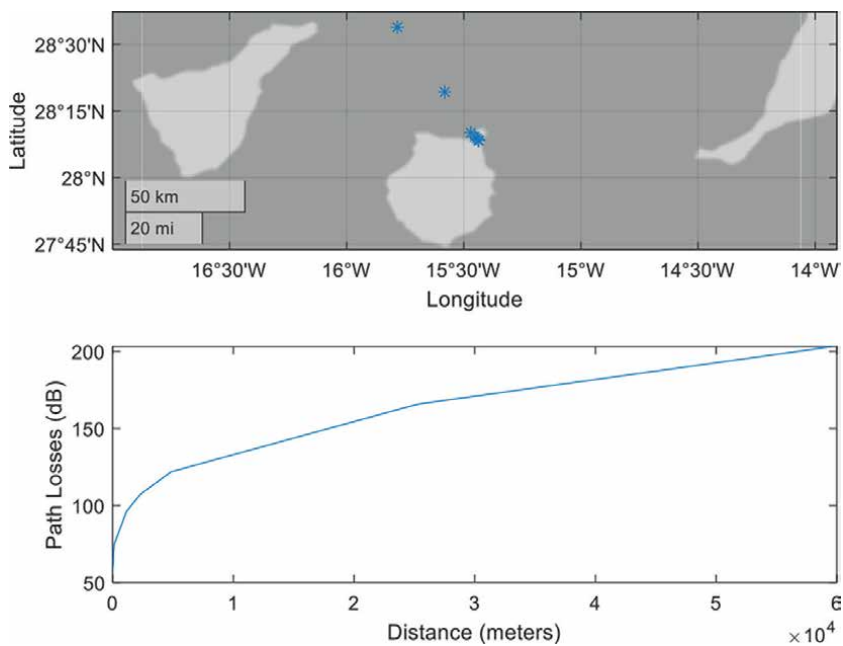 28°30'N
28°15'N
28°N
27°45'N
Latitude
50 km
20 mi
16°30'W 16°W 15°30'W 15°W 14°30'W 14°W
Longitude
200
150
100
50
Path Losses (dB)
0 1 2 3 4 5 6
Distance (meters)
×10⁴